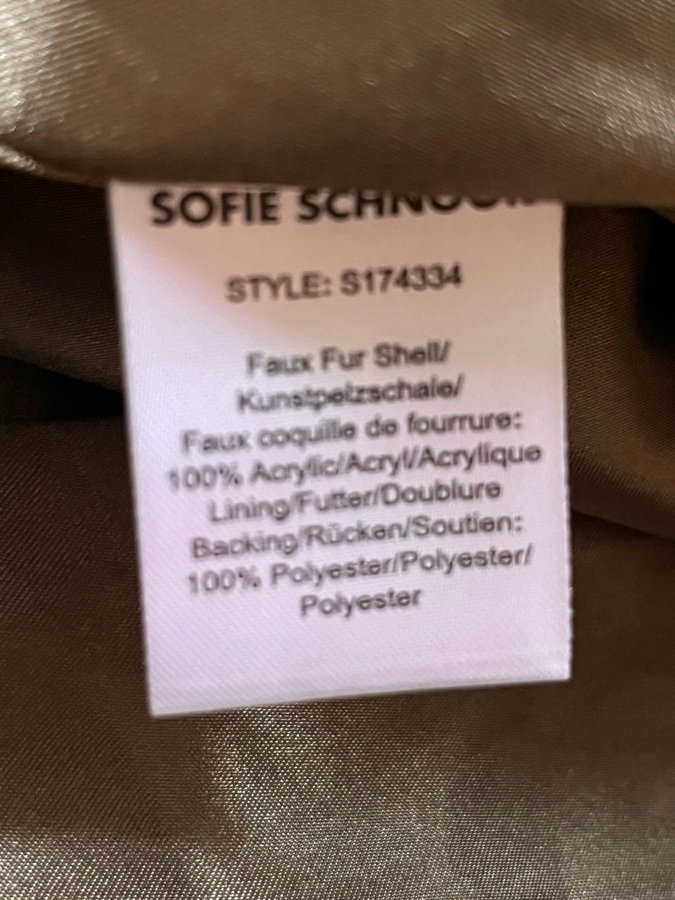 SOFIE SCHNOOR
STYLE: S174334
Faux Fur Shell/
Kunstpelzschale/
Faux coquille de fourrure:
100% Acrylic/Acryl/Acrylique
Lining/Futter/Doublure
Backing/Rücken/Soutien:
100% Polyester/Polyester/
Polyester